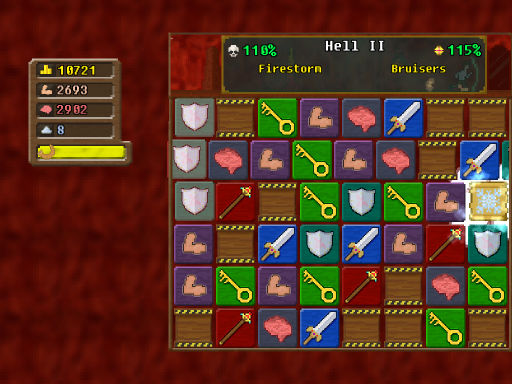 Hell II
110%
115%
Firestorm
Bruisers
10721
2693
2902
8